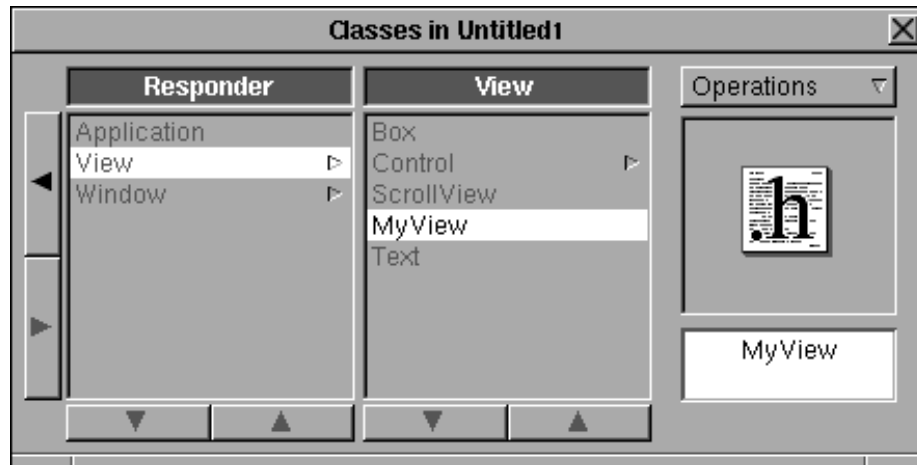 Classes in Untitled1
Responder
View
Operations
Application
View
Window
Box
Control
ScrollView
MyView
Text
.h
MyView